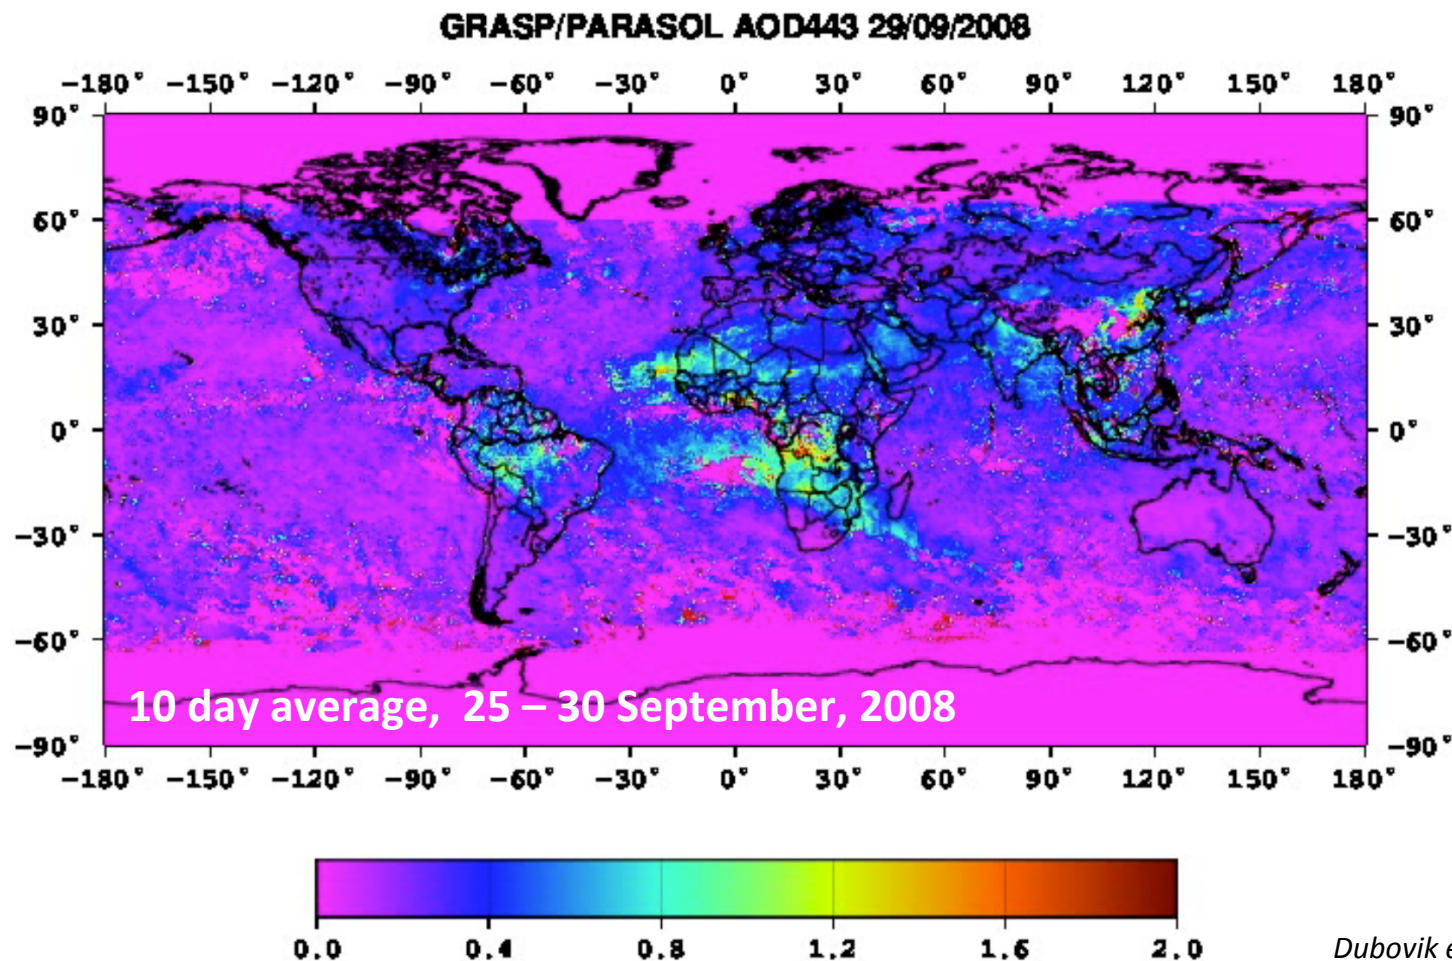 GRASP/PARASOL AOD443 29/09/2008
−180° −150° −120° −90° −60° −30° 0° 30° 60° 90° 120° 150° 180°
90° 90°
60° 60°
30° 30°
0° 0°
−30° −30°
−60° −60°
10 day average, 25 – 30 September, 2008
−90° −90°
−180° −150° −120° −90° −60° −30° 0° 30° 60° 90° 120° 150° 180°
0.0 0.4 0.8 1.2 1.6 2.0
Dubovik e